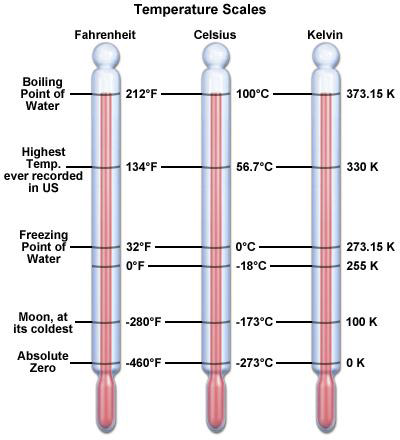 Temperature Scales
Fahrenheit Celsius Kelvin
Boiling
Point of
Water
212°F 100°C 373.15 K
Highest
Temp.
ever recorded
in US
134°F 56.7°C 330 K
Freezing
Point of
Water
32°F 0°C 273.15 K
0°F -18°C 255 K
Moon, at
its coldest
-280°F -173°C 100 K
Absolute
Zero
-460°F -273°C 0 K